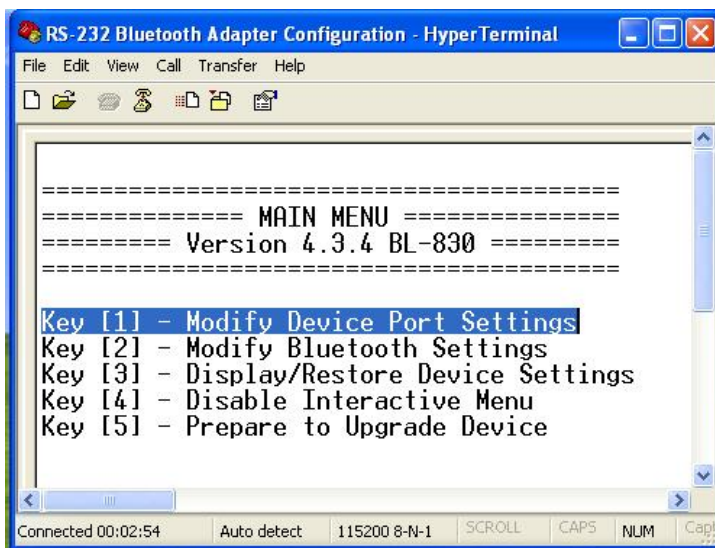 RS-232 Bluetooth Adapter Configuration - HyperTerminal
File Edit View Call Transfer Help
========================================
============== MAIN MENU ===============
========= Version 4.3.4 BL-830 =========
========================================
Key [1] - Modify Device Port Settings
Key [2] - Modify Bluetooth Settings
Key [3] - Display/Restore Device Settings
Key [4] - Disable Interactive Menu
Key [5] - Prepare to Upgrade Device
Connected 00:02:54 Auto detect 115200 8-N-1 SCROLL CAPS NUM Capt